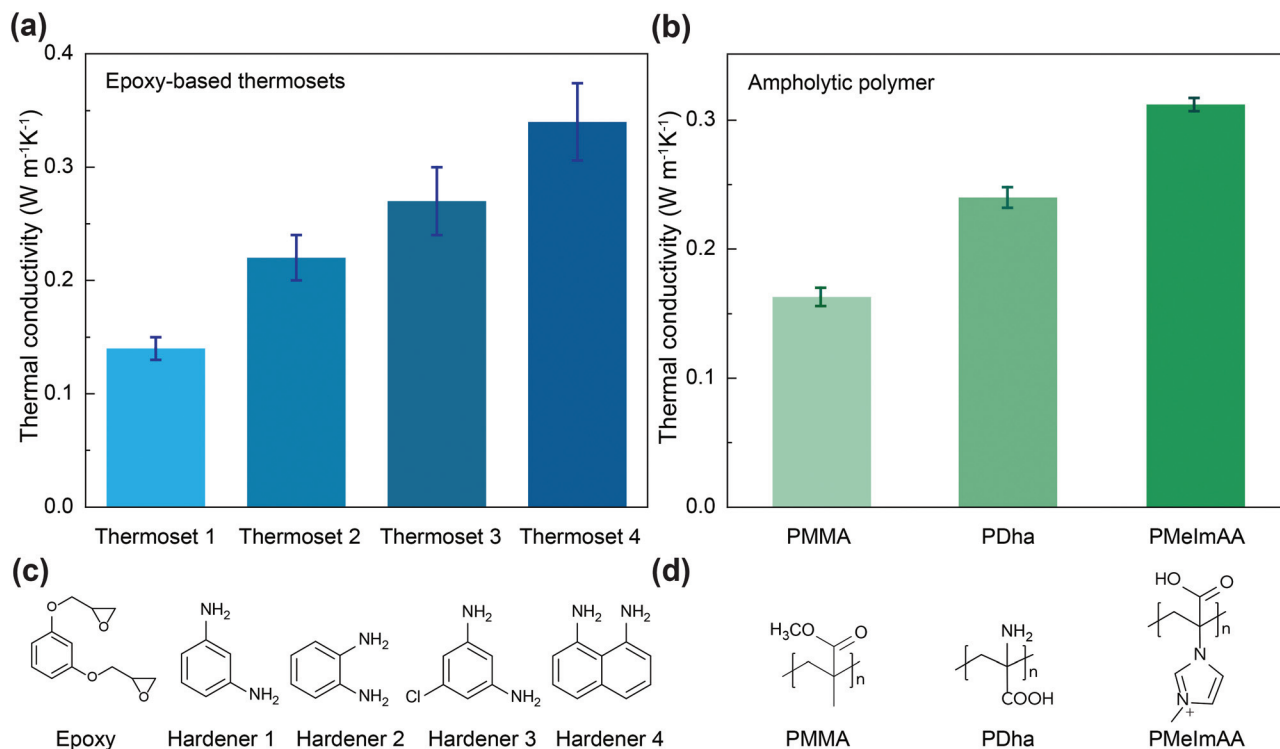 (a)
Epoxy-based thermosets
Thermal conductivity (W m⁻¹K⁻¹)
0.4
0.3
0.2
0.1
0.0
Thermoset 1 Thermoset 2 Thermoset 3 Thermoset 4
(b)
Ampholytic polymer
Thermal conductivity (W m⁻¹K⁻¹)
0.3
0.2
0.1
0.0
PMMA PDha PMeImAA
(c)
O
O
O
O
Epoxy
NH₂
NH₂
Hardener 1
NH₂
NH₂
Hardener 2
NH₂
Cl
NH₂
Hardener 3
NH₂ NH₂
Hardener 4
(d)
H₃CO O
n
PMMA
NH₂
n
COOH
PDha
HO O
n
N
N
+
PMeImAA